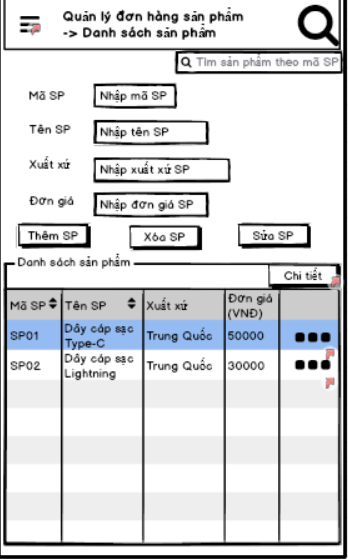 Quản lý đơn hàng sản phẩm
-> Danh sách sản phẩm
Tìm sản phẩm theo mã SP
Mã SP
Nhập mã SP
Tên SP
Nhập tên SP
Xuất xứ
Nhập xuất xứ SP
Đơn giá
Nhập đơn giá SP
Thêm SP
Xóa SP
Sửa SP
Danh sách sản phẩm
Chi tiết
Mã SP Tên SP Xuất xứ Đơn giá
(VNĐ)
SP01 Dây cáp sạc Trung Quốc 50000
Type-C
SP02 Dây cáp sạc Trung Quốc 30000
Lightning